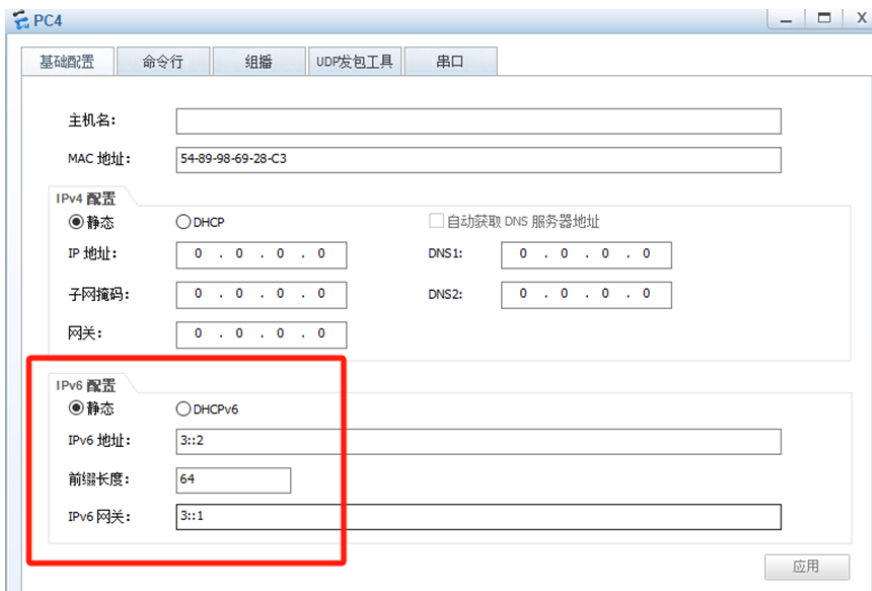 PC4
基础配置 命令行 组播 UDP发包工具 串口
主机名:
MAC 地址: 54-89-98-69-28-C3
IPv4 配置
静态 DHCP 自动获取 DNS 服务器地址
IP 地址: 0 . 0 . 0 . 0 DNS1: 0 . 0 . 0 . 0
子网掩码: 0 . 0 . 0 . 0 DNS2: 0 . 0 . 0 . 0
网关: 0 . 0 . 0 . 0
IPv6 配置
静态 DHCPv6
IPv6 地址: 3::2
前缀长度: 64
IPv6 网关: 3::1
应用